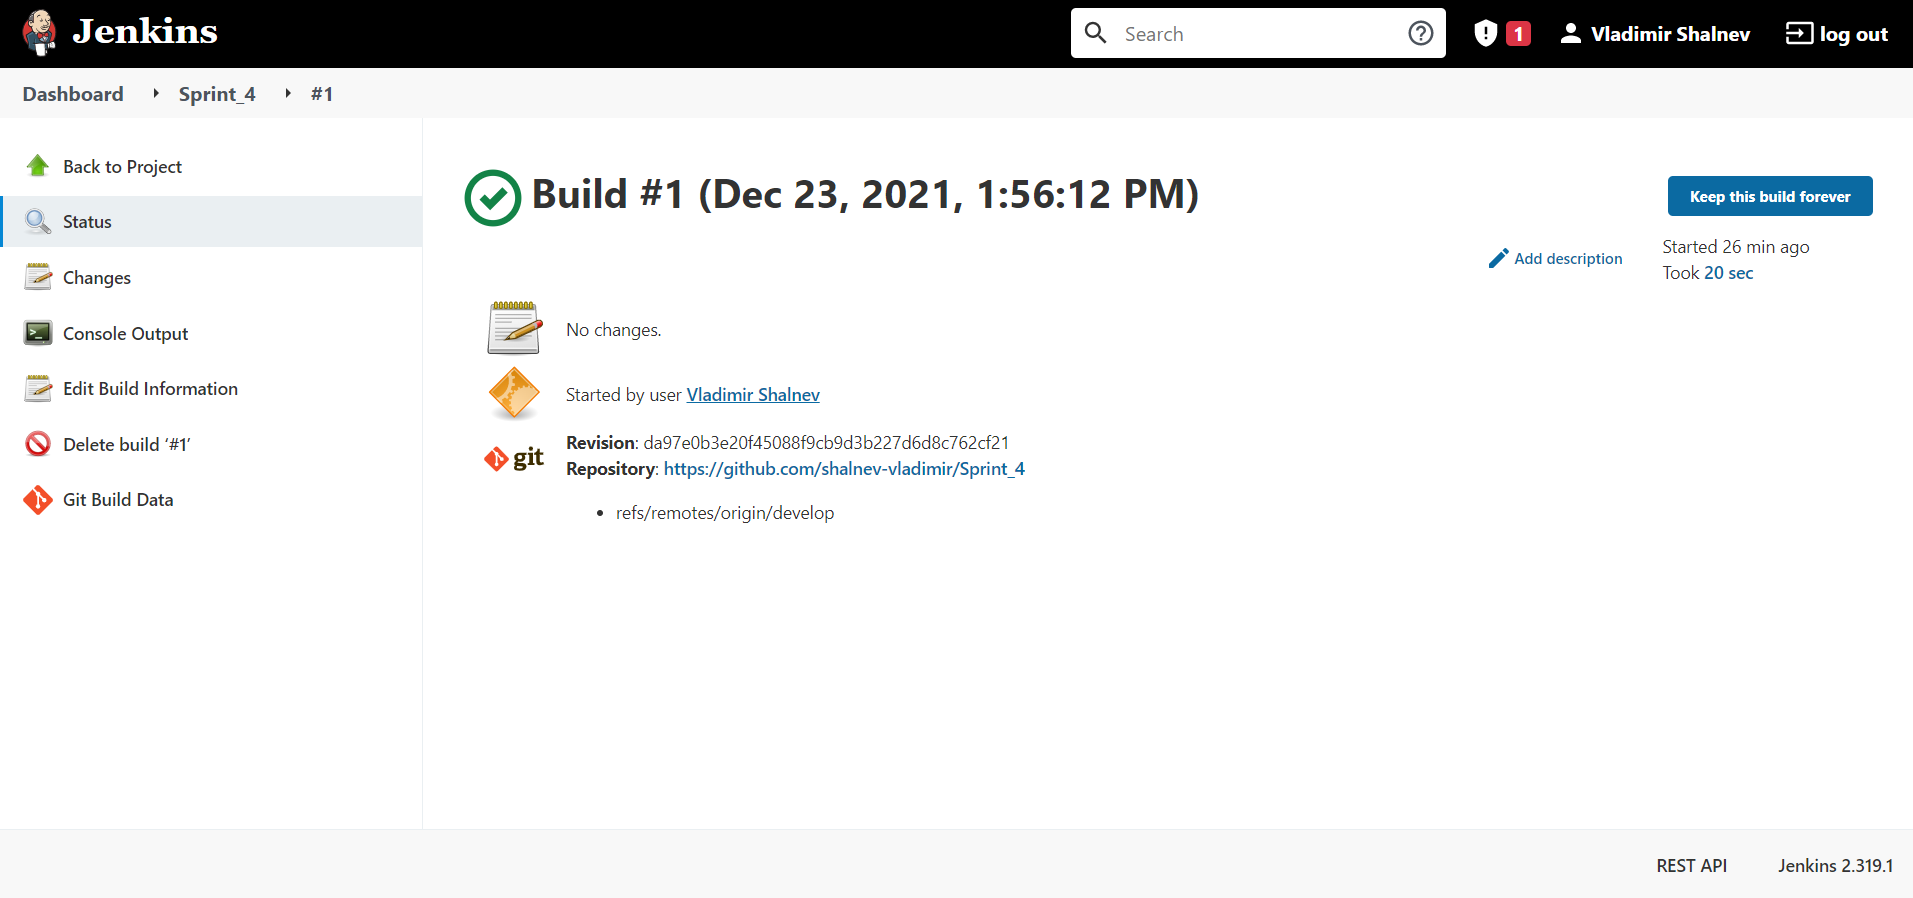 Jenkins
Search
1
Vladimir Shalnev
log out
Dashboard
Sprint_4
#1
Back to Project
Status
Changes
Console Output
Edit Build Information
Delete build ‘#1’
Git Build Data
Build #1 (Dec 23, 2021, 1:56:12 PM)
Keep this build forever
Add description
Started 26 min ago
Took 20 sec
No changes.
Started by user Vladimir Shalnev
git
Revision: da97e0b3e20f45088f9cb9d3b227d6d8c762cf21
Repository: https://github.com/shalnev-vladimir/Sprint_4
• refs/remotes/origin/develop
REST API
Jenkins 2.319.1